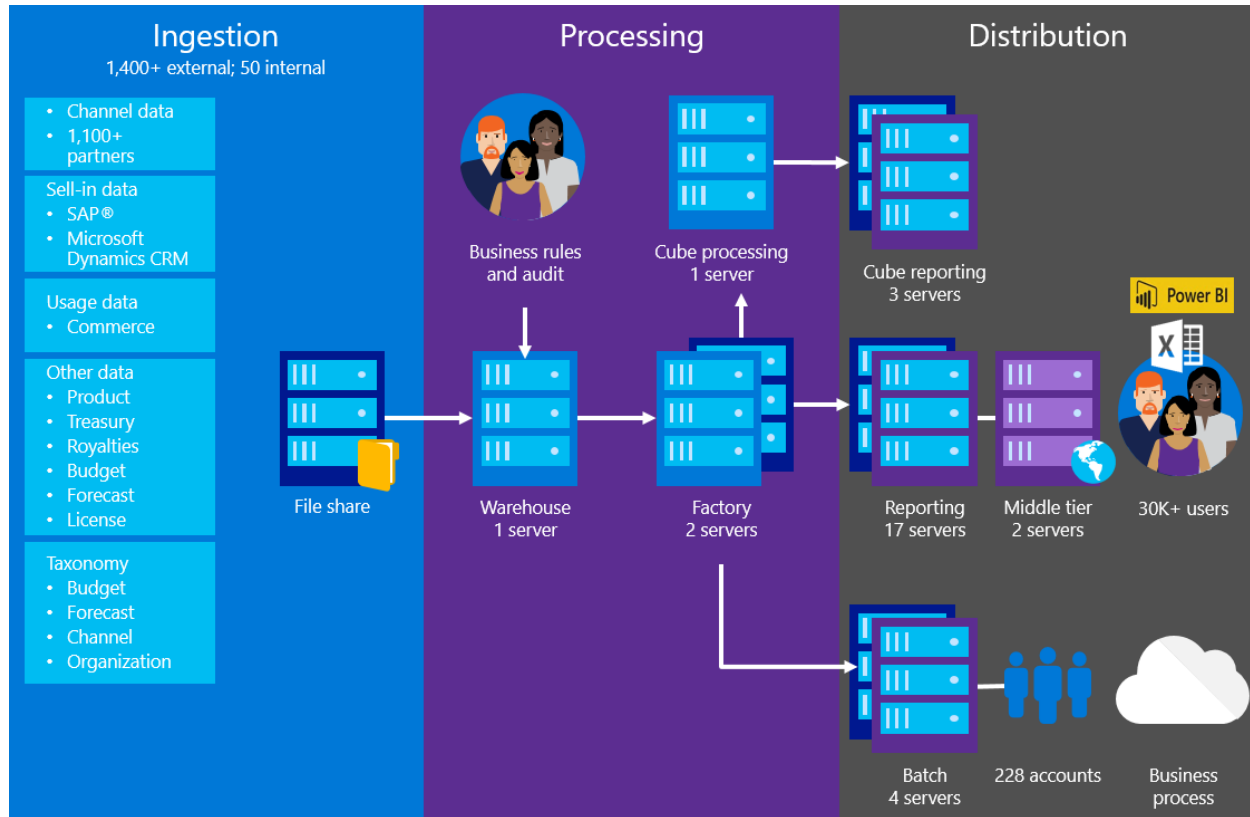 Ingestion
1,400+ external; 50 internal
• Channel data
• 1,100+
partners
Sell-in data
• SAP®
• Microsoft
Dynamics CRM
Usage data
• Commerce
Other data
• Product
• Treasury
• Royalties
• Budget
• Forecast
• License
Taxonomy
• Budget
• Forecast
• Channel
• Organization
File share
Processing
Business rules
and audit
Cube processing
1 server
Warehouse
1 server
Factory
2 servers
Distribution
Cube reporting
3 servers
Power BI
X
Reporting
17 servers
Middle tier
2 servers
30K+ users
Batch
4 servers
228 accounts
Business
process